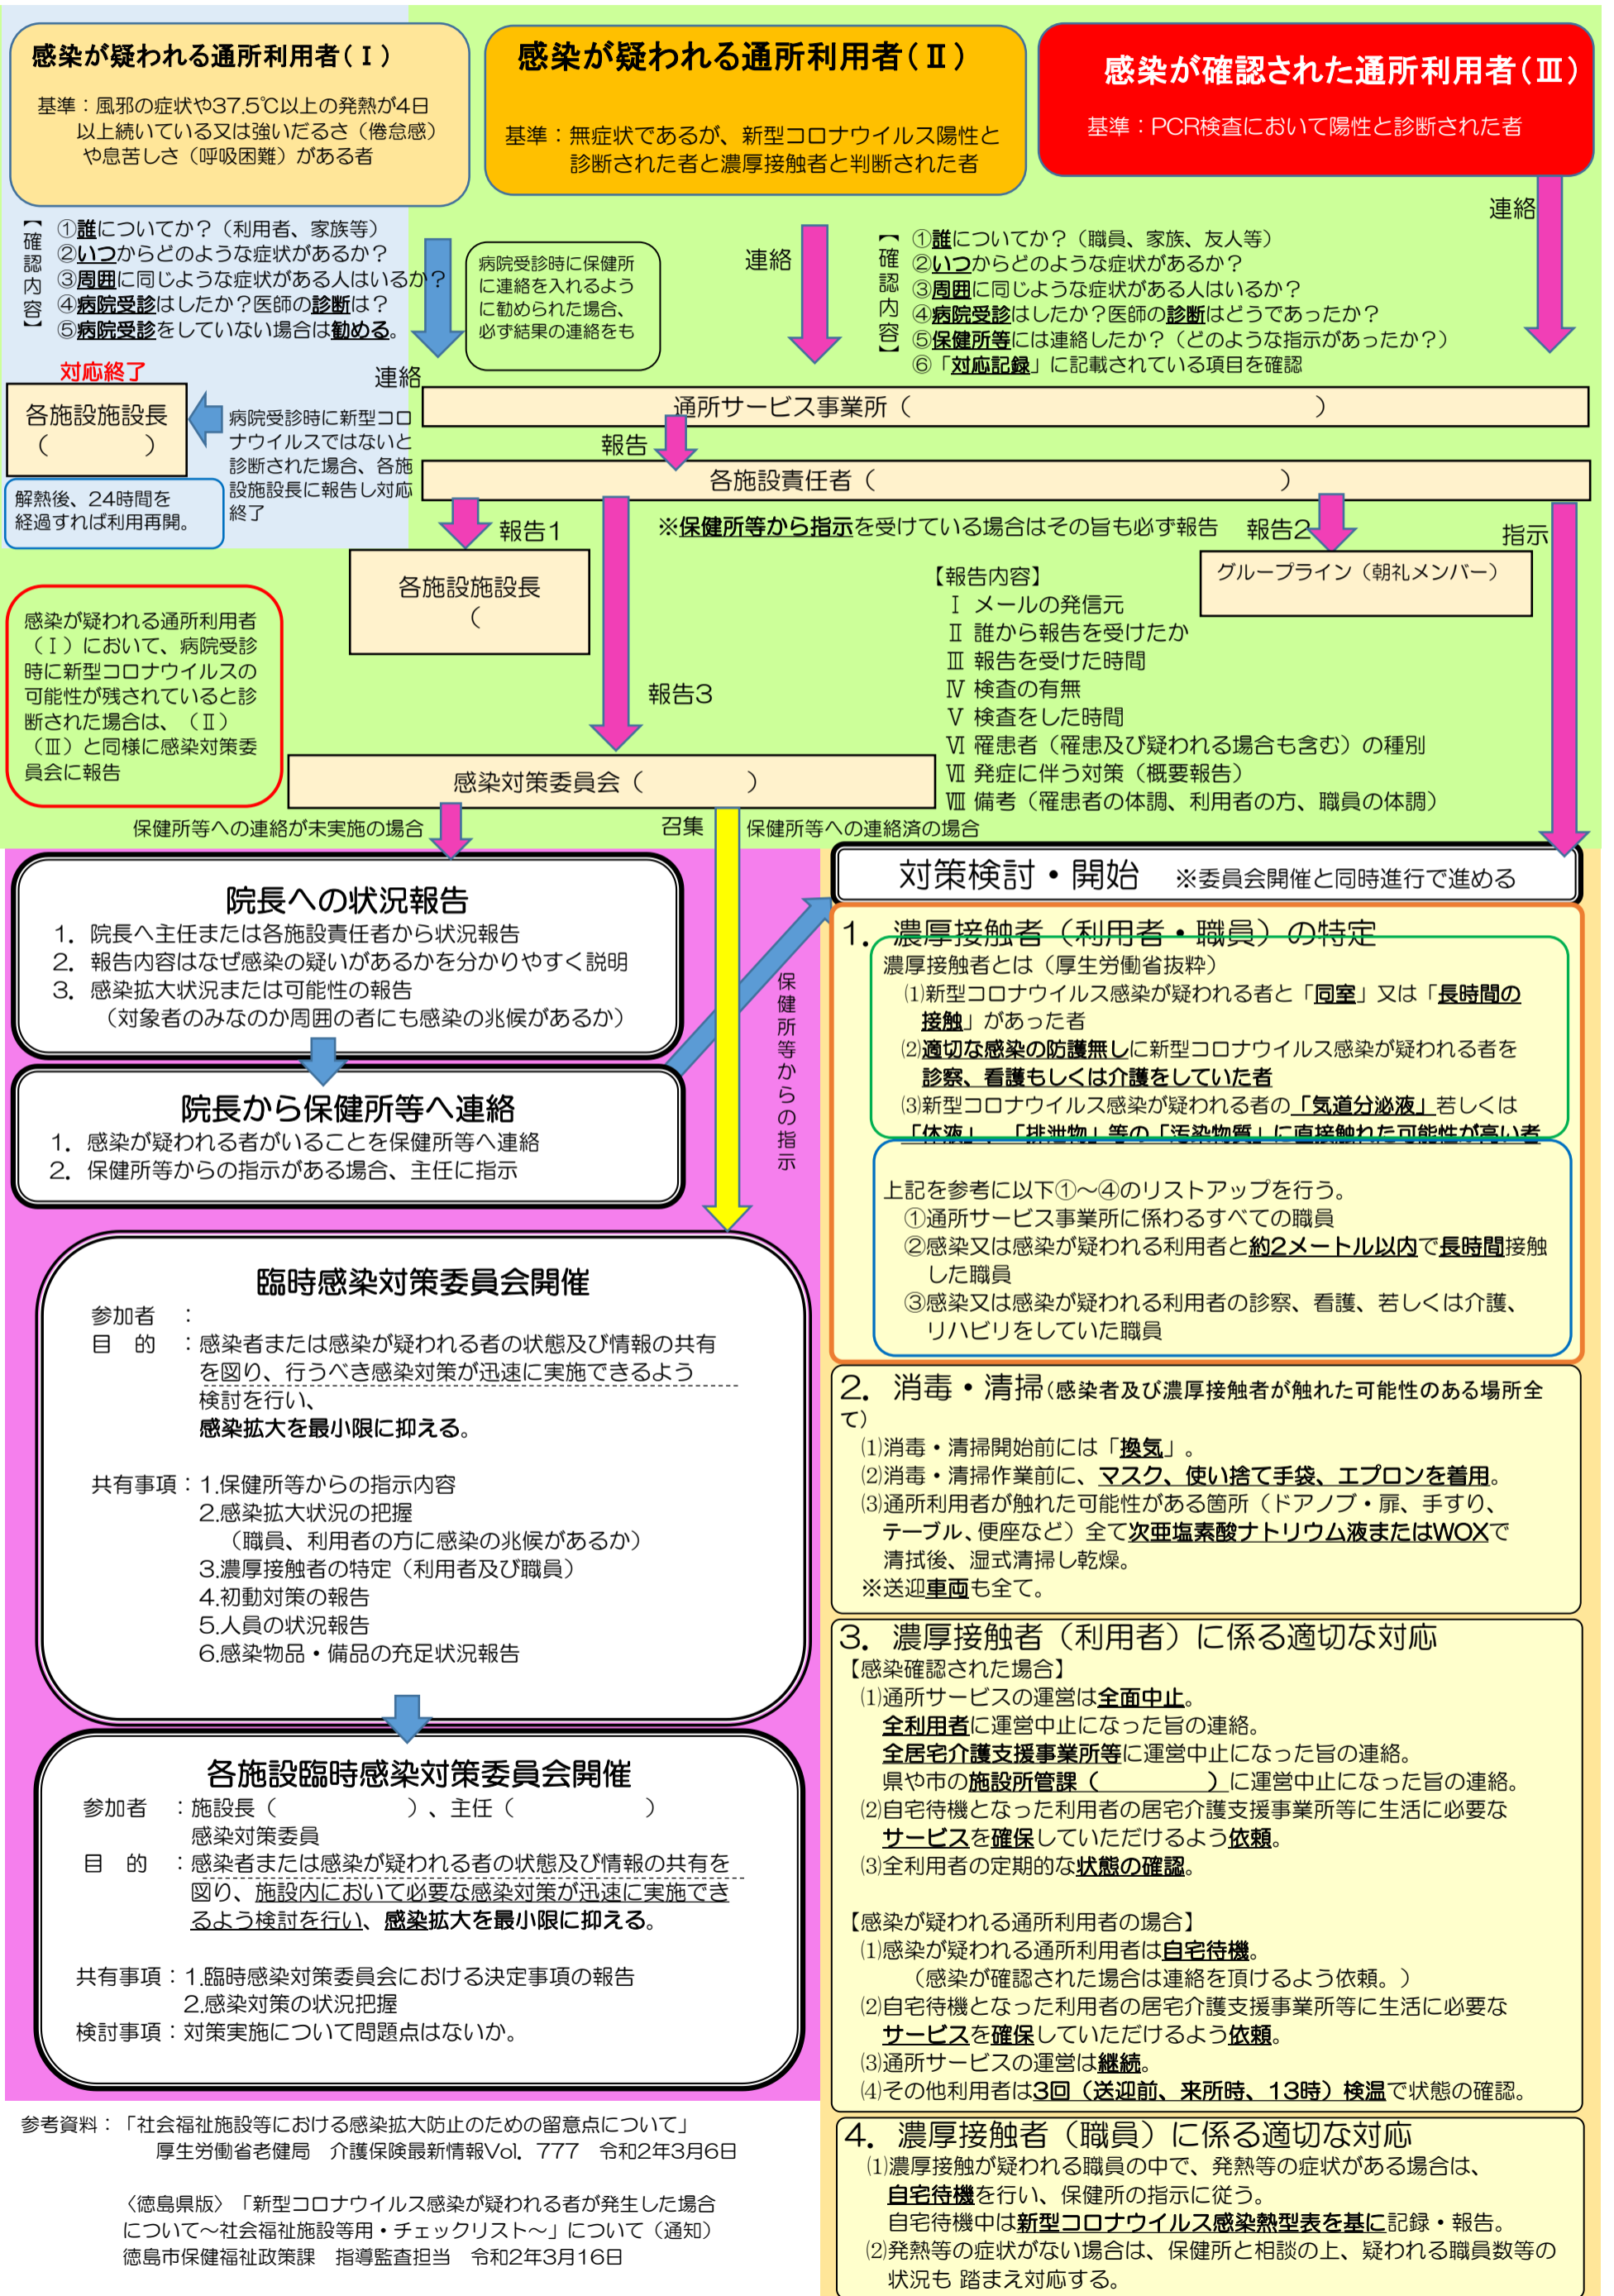 感染が疑われる通所利用者（Ⅰ）
基準：風邪の症状や37.5℃以上の発熱が4日
以上続いている又は強いだるさ（倦怠感）
や息苦しさ（呼吸困難）がある者
感染が疑われる通所利用者（Ⅱ）
基準：無症状であるが、新型コロナウイルス陽性と
診断された者と濃厚接触者と判断された者
感染が確認された通所利用者（Ⅲ）
基準：PCR検査において陽性と診断された者
【確認内容】
①誰についてか？（利用者、家族等）
②いつからどのような症状があるか？
③周囲に同じような症状がある人はいるか？
④病院受診はしたか？医師の診断は？
⑤病院受診をしていない場合は勧める。
病院受診時に保健所
に連絡を入れるよう
に勧められた場合、
必ず結果の連絡をも
連絡
連絡
【確認内容】
①誰についてか？（職員、家族、友人等）
②いつからどのような症状があるか？
③周囲に同じような症状がある人はいるか？
④病院受診はしたか？医師の診断はどうであったか？
⑤保健所等には連絡したか？（どのような指示があったか？）
⑥「対応記録」に記載されている項目を確認
対応終了
連絡
各施設施設長
（　　　　）
病院受診時に新型コロ
ナウイルスではないと
診断された場合、各施
設施設長に報告し対応
終了
解熱後、24時間を
経過すれば利用再開。
通所サービス事業所（　　　　）
報告
各施設責任者（　　　　）
報告1
※保健所等から指示を受けている場合はその旨も必ず報告
報告2
指示
各施設施設長
（
グループライン（朝礼メンバー）
【報告内容】
Ⅰ メールの発信元
Ⅱ 誰から報告を受けたか
Ⅲ 報告を受けた時間
Ⅳ 検査の有無
Ⅴ 検査をした時間
Ⅵ 罹患者（罹患及び疑われる場合も含む）の種別
Ⅶ 発症に伴う対策（概要報告）
Ⅷ 備考（罹患者の体調、利用者の方、職員の体調）
感染が疑われる通所利用者
（Ⅰ）において、病院受診
時に新型コロナウイルスの
可能性が残されていると診
断された場合は、（Ⅱ）
（Ⅲ）と同様に感染対策委
員会に報告
報告3
感染対策委員会（　　　　）
保健所等への連絡が未実施の場合
召集
保健所等への連絡済の場合
院長への状況報告
1．院長へ主任または各施設責任者から状況報告
2．報告内容はなぜ感染の疑いがあるかを分かりやすく説明
3．感染拡大状況または可能性の報告
（対象者のみなのか周囲の者にも感染の兆候があるか）
院長から保健所等へ連絡
1．感染が疑われる者がいることを保健所等へ連絡
2．保健所等からの指示がある場合、主任に指示
保健所等からの指示
臨時感染対策委員会開催
参加者　：
目　的　：感染者または感染が疑われる者の状態及び情報の共有
を図り、行うべき感染対策が迅速に実施できるよう
検討を行い、
感染拡大を最小限に抑える。
共有事項：1.保健所等からの指示内容
2.感染拡大状況の把握
（職員、利用者の方に感染の兆候があるか）
3.濃厚接触者の特定（利用者及び職員）
4.初動対策の報告
5.人員の状況報告
6.感染物品・備品の充足状況報告
各施設臨時感染対策委員会開催
参加者　：施設長（　　　　）、主任（　　　　）
感染対策委員
目　的　：感染者または感染が疑われる者の状態及び情報の共有を
図り、施設内において必要な感染対策が迅速に実施でき
るよう検討を行い、感染拡大を最小限に抑える。
共有事項：1.臨時感染対策委員会における決定事項の報告
2.感染対策の状況把握
検討事項：対策実施について問題点はないか。
参考資料：「社会福祉施設等における感染拡大防止のための留意点について」
厚生労働省老健局　介護保険最新情報Vol．777　令和2年3月6日
〈徳島県版〉「新型コロナウイルス感染が疑われる者が発生した場合
について～社会福祉施設等用・チェックリスト～」について（通知）
徳島市保健福祉政策課　指導監査担当　令和2年3月16日
対策検討・開始　※委員会開催と同時進行で進める
1．濃厚接触者（利用者・職員）の特定
濃厚接触者とは（厚生労働省抜粋）
⑴新型コロナウイルス感染が疑われる者と「同室」又は「長時間の
接触」があった者
⑵適切な感染の防護無しに新型コロナウイルス感染が疑われる者を
診察、看護もしくは介護をしていた者
⑶新型コロナウイルス感染が疑われる者の「気道分泌液」若しくは
「体液」、「排泄物」等の「汚染物質」に直接触れた可能性が高い者
上記を参考に以下①～④のリストアップを行う。
①通所サービス事業所に係わるすべての職員
②感染又は感染が疑われる利用者と約2メートル以内で長時間接触
した職員
③感染又は感染が疑われる利用者の診察、看護、若しくは介護、
リハビリをしていた職員
2．消毒・清掃(感染者及び濃厚接触者が触れた可能性のある場所全
て)
⑴消毒・清掃開始前には「換気」。
⑵消毒・清掃作業前に、マスク、使い捨て手袋、エプロンを着用。
⑶通所利用者が触れた可能性がある箇所（ドアノブ・扉、手すり、
テーブル、便座など）全て次亜塩素酸ナトリウム液またはWOXで
清拭後、湿式清掃し乾燥。
※送迎車両も全て。
3．濃厚接触者（利用者）に係る適切な対応
【感染確認された場合】
⑴通所サービスの運営は全面中止。
全利用者に運営中止になった旨の連絡。
全居宅介護支援事業所等に運営中止になった旨の連絡。
県や市の施設所管課（　　　　）に運営中止になった旨の連絡。
⑵自宅待機となった利用者の居宅介護支援事業所等に生活に必要な
サービスを確保していただけるよう依頼。
⑶全利用者の定期的な状態の確認。
【感染が疑われる通所利用者の場合】
⑴感染が疑われる通所利用者は自宅待機。
（感染が確認された場合は連絡を頂けるよう依頼。）
⑵自宅待機となった利用者の居宅介護支援事業所等に生活に必要な
サービスを確保していただけるよう依頼。
⑶通所サービスの運営は継続。
⑷その他利用者は3回（送迎前、来所時、13時）検温で状態の確認。
4．濃厚接触者（職員）に係る適切な対応
⑴濃厚接触が疑われる職員の中で、発熱等の症状がある場合は、
自宅待機を行い、保健所の指示に従う。
自宅待機中は新型コロナウイルス感染熱型表を基に記録・報告。
⑵発熱等の症状がない場合は、保健所と相談の上、疑われる職員数等の
状況も 踏まえ対応する。